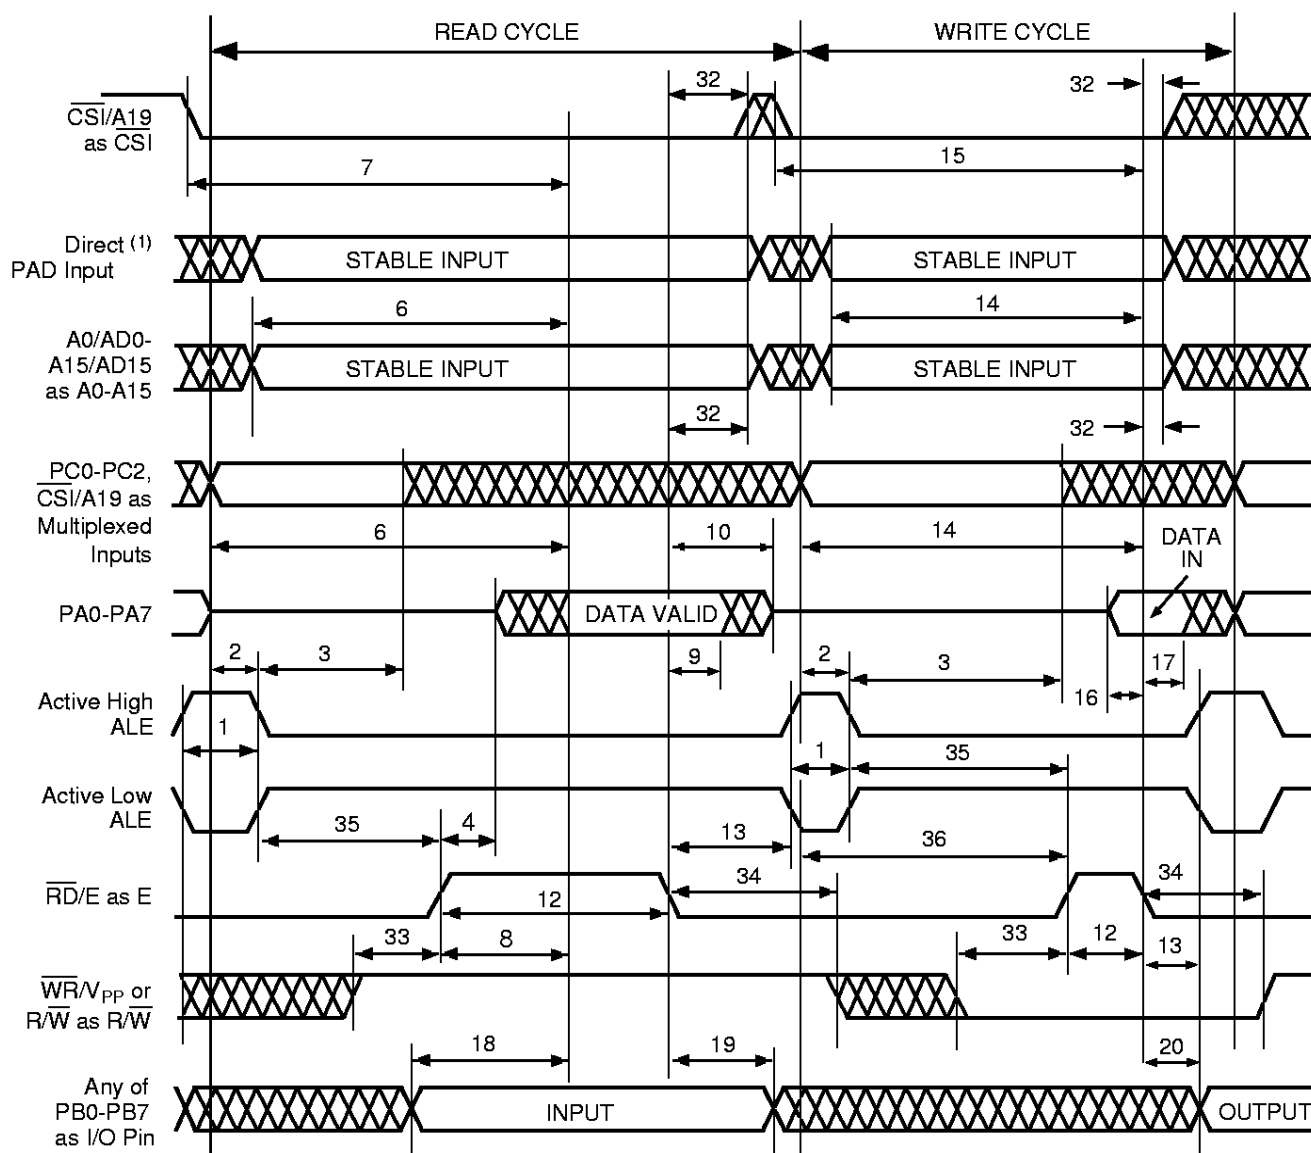 READ CYCLE
WRITE CYCLE
32
32
CSI/A19
as CSI
7
15
Direct (1)
PAD Input
STABLE INPUT
STABLE INPUT
6
14
A0/AD0-
A15/AD15
as A0-A15
STABLE INPUT
STABLE INPUT
32
32
PC0-PC2,
CSI/A19 as
Multiplexed
Inputs
6
10
14
DATA
IN
PA0-PA7
DATA VALID
2
3
9
2
3
17
16
Active High
ALE
1
1
35
Active Low
ALE
35
4
13
36
34
34
RD/E as E
12
33
8
33
12
13
WR/VPP or
R/W as R/W
18
19
20
Any of
PB0-PB7
as I/O Pin
INPUT
OUTPUT